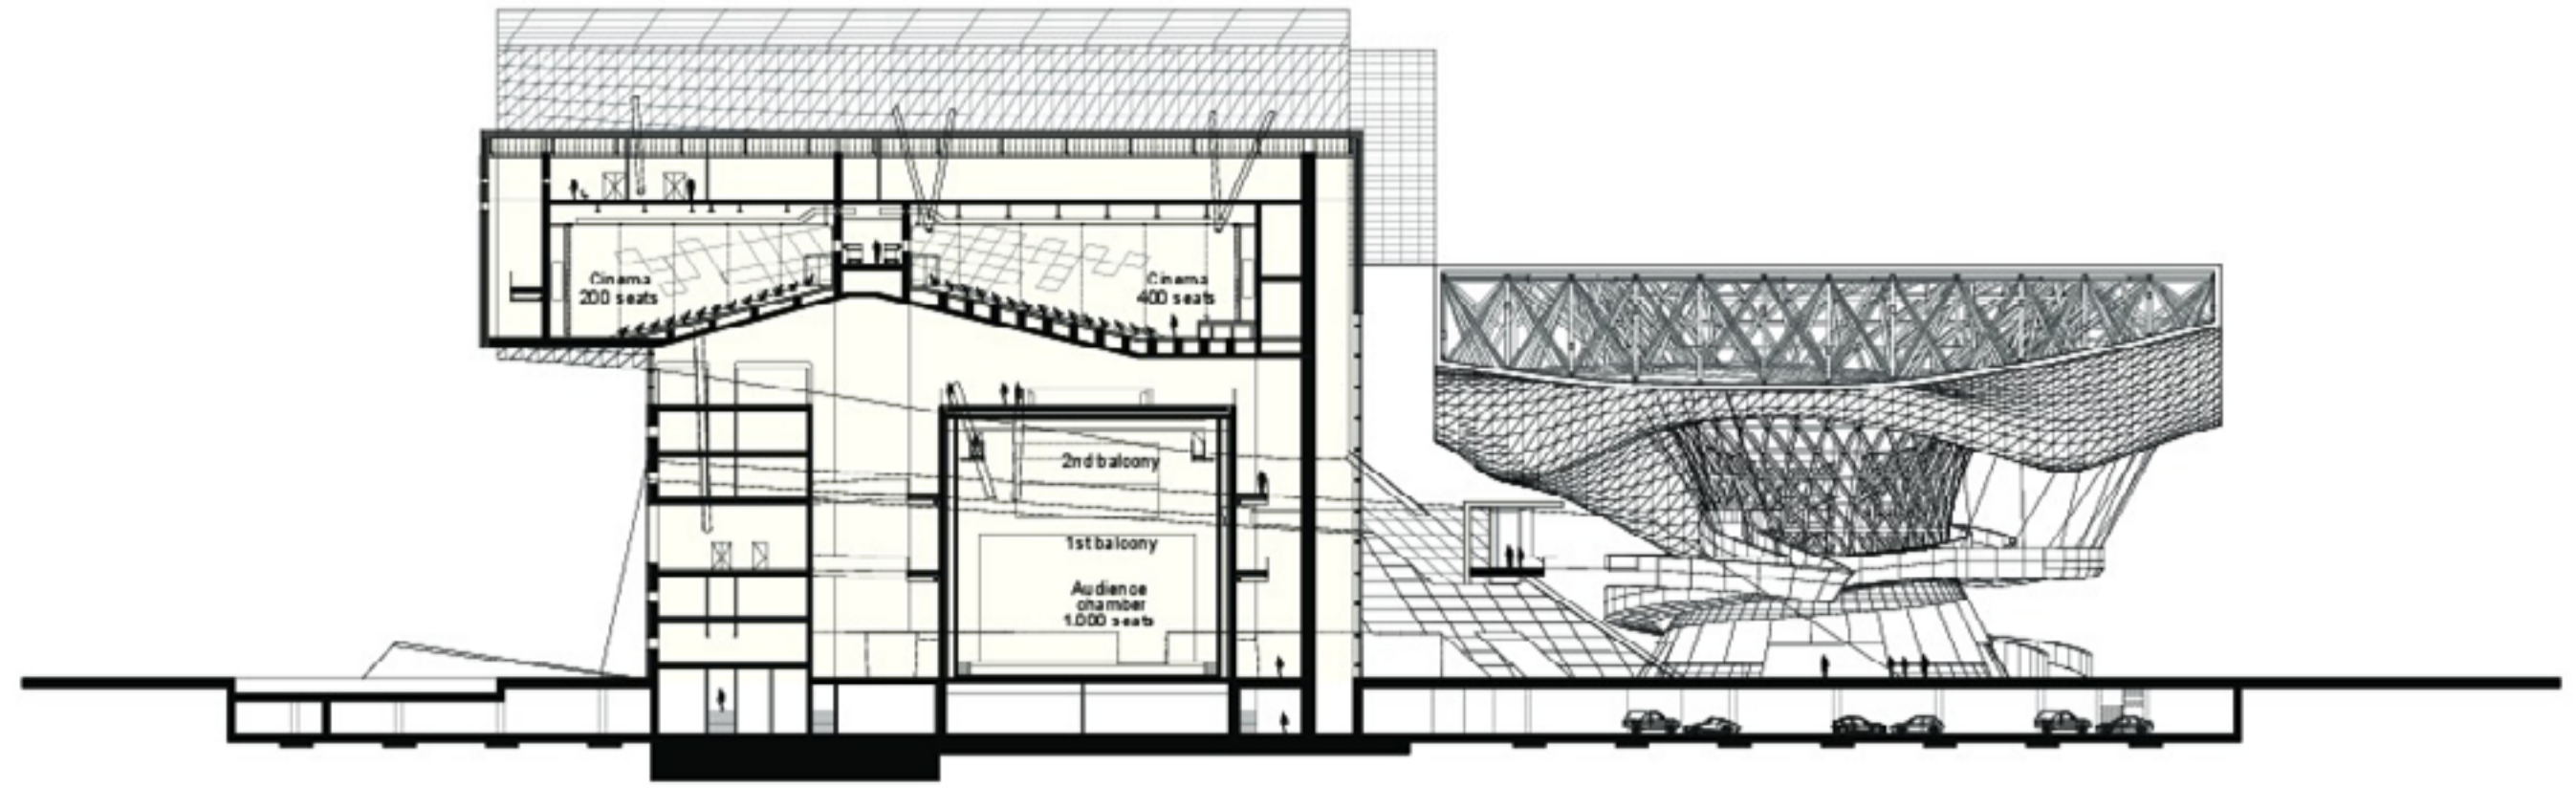 Cinema
200 seats
Cinema
400 seats
2nd balcony
1st balcony
Audience
chamber
1.000 seats